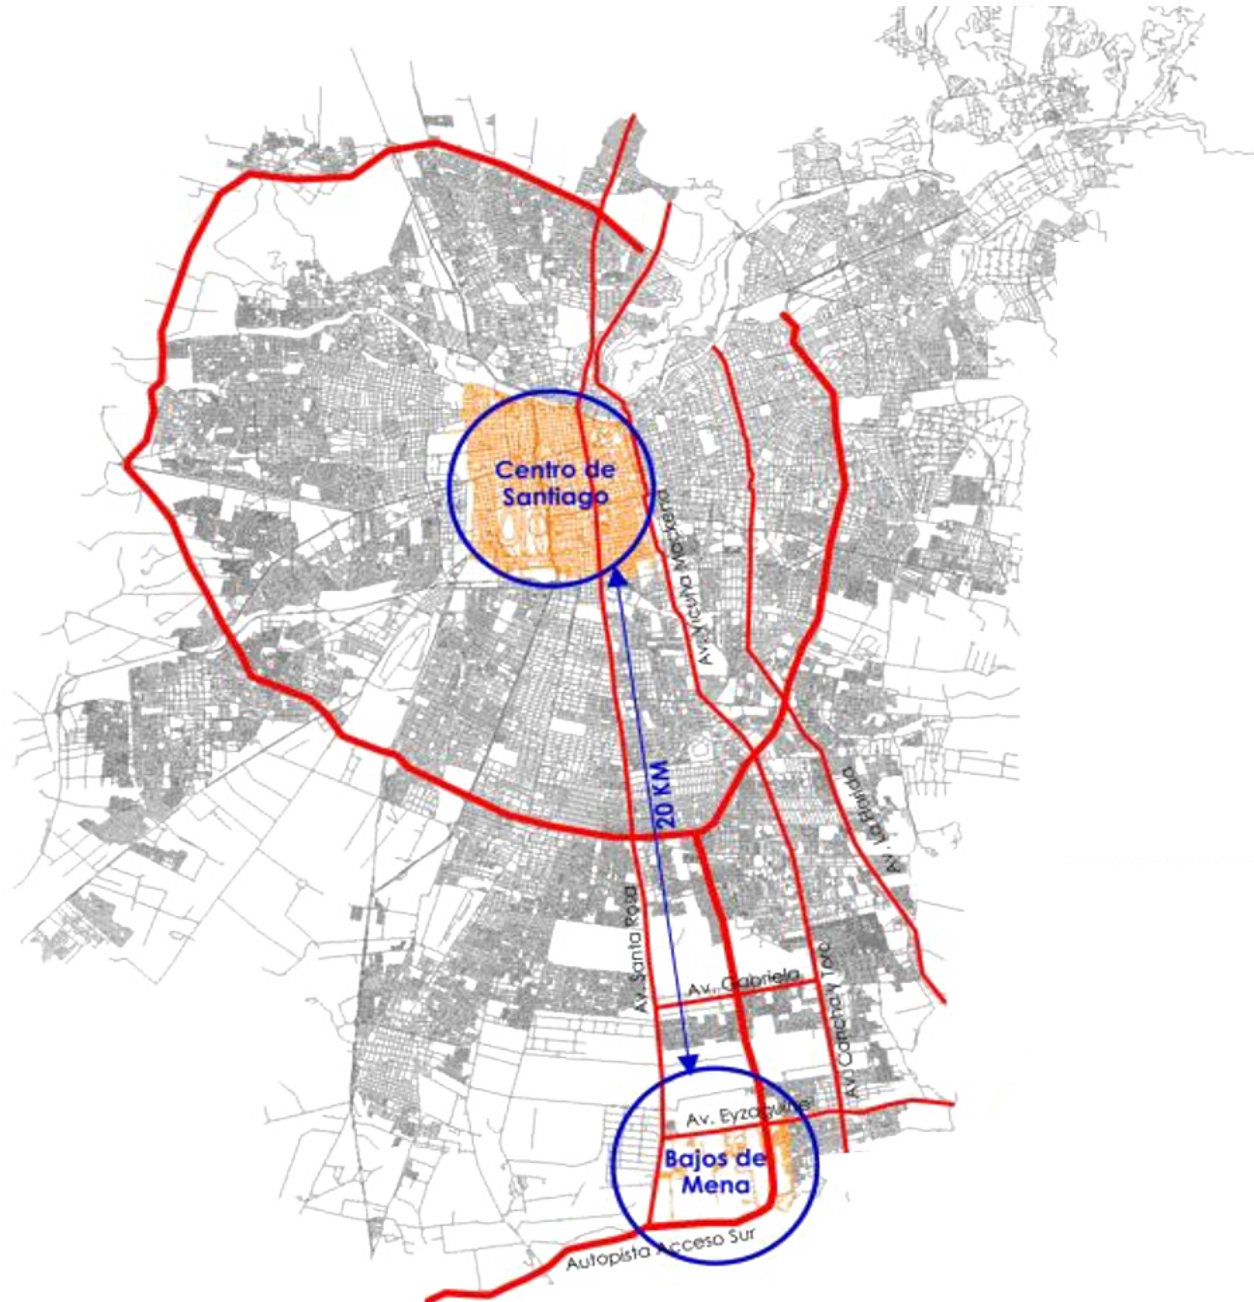 Centro de
Santiago
Av. Vicuña Mackena
20 KM
Av. La Florida
Av. Santa Rosa
Av. Gabriela
Av. Concha y Toro
Av. Eyzaguirre
Bajos de
Mena
Autopista Acceso Sur